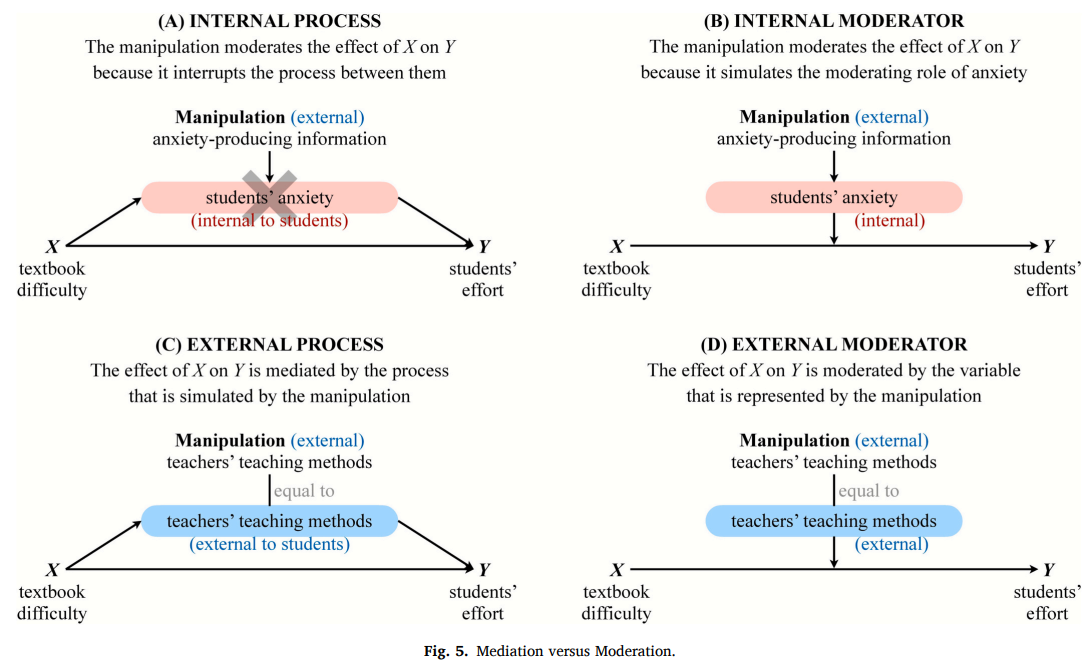 (A) INTERNAL PROCESS
The manipulation moderates the effect of X on Y
because it interrupts the process between them
Manipulation (external)
anxiety-producing information
students’ anxiety
(internal to students)
X
Y
textbook
difficulty
students’
effort
(B) INTERNAL MODERATOR
The manipulation moderates the effect of X on Y
because it simulates the moderating role of anxiety
Manipulation (external)
anxiety-producing information
students’ anxiety
(internal)
X
Y
textbook
difficulty
students’
effort
(C) EXTERNAL PROCESS
The effect of X on Y is mediated by the process
that is simulated by the manipulation
Manipulation (external)
teachers’ teaching methods
equal to
teachers’ teaching methods
(external to students)
X
Y
textbook
difficulty
students’
effort
(D) EXTERNAL MODERATOR
The effect of X on Y is moderated by the variable
that is represented by the manipulation
Manipulation (external)
teachers’ teaching methods
equal to
teachers’ teaching methods
(external)
X
Y
textbook
difficulty
students’
effort
Fig. 5. Mediation versus Moderation.